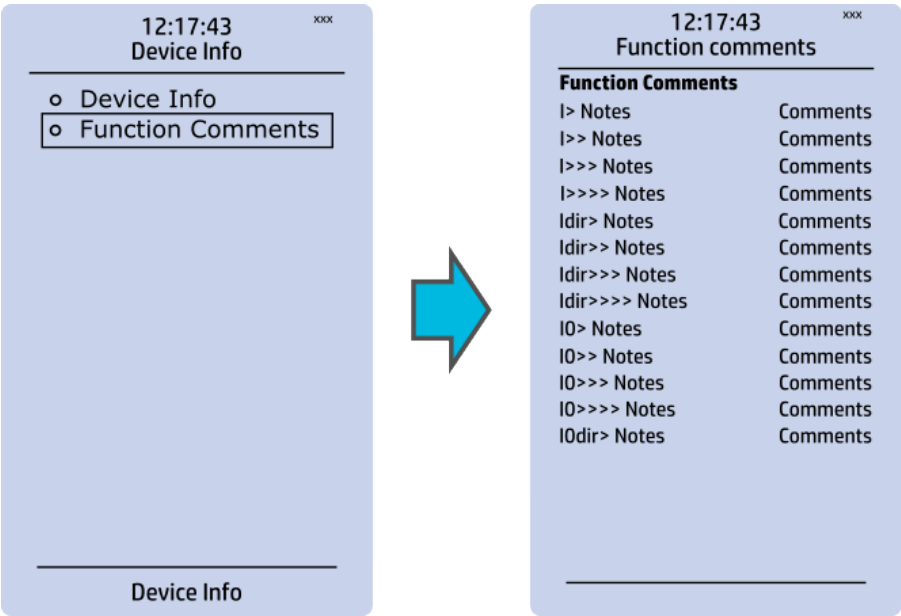 12:17:43
xxx
Device Info
Device Info
Function Comments
Device Info
12:17:43
xxx
Function comments
Function Comments
I> Notes Comments
I>> Notes Comments
I>>> Notes Comments
I>>>> Notes Comments
Idir> Notes Comments
Idir>> Notes Comments
Idir>>> Notes Comments
Idir>>>> Notes Comments
I0> Notes Comments
I0>> Notes Comments
I0>>> Notes Comments
I0>>>> Notes Comments
I0dir> Notes Comments